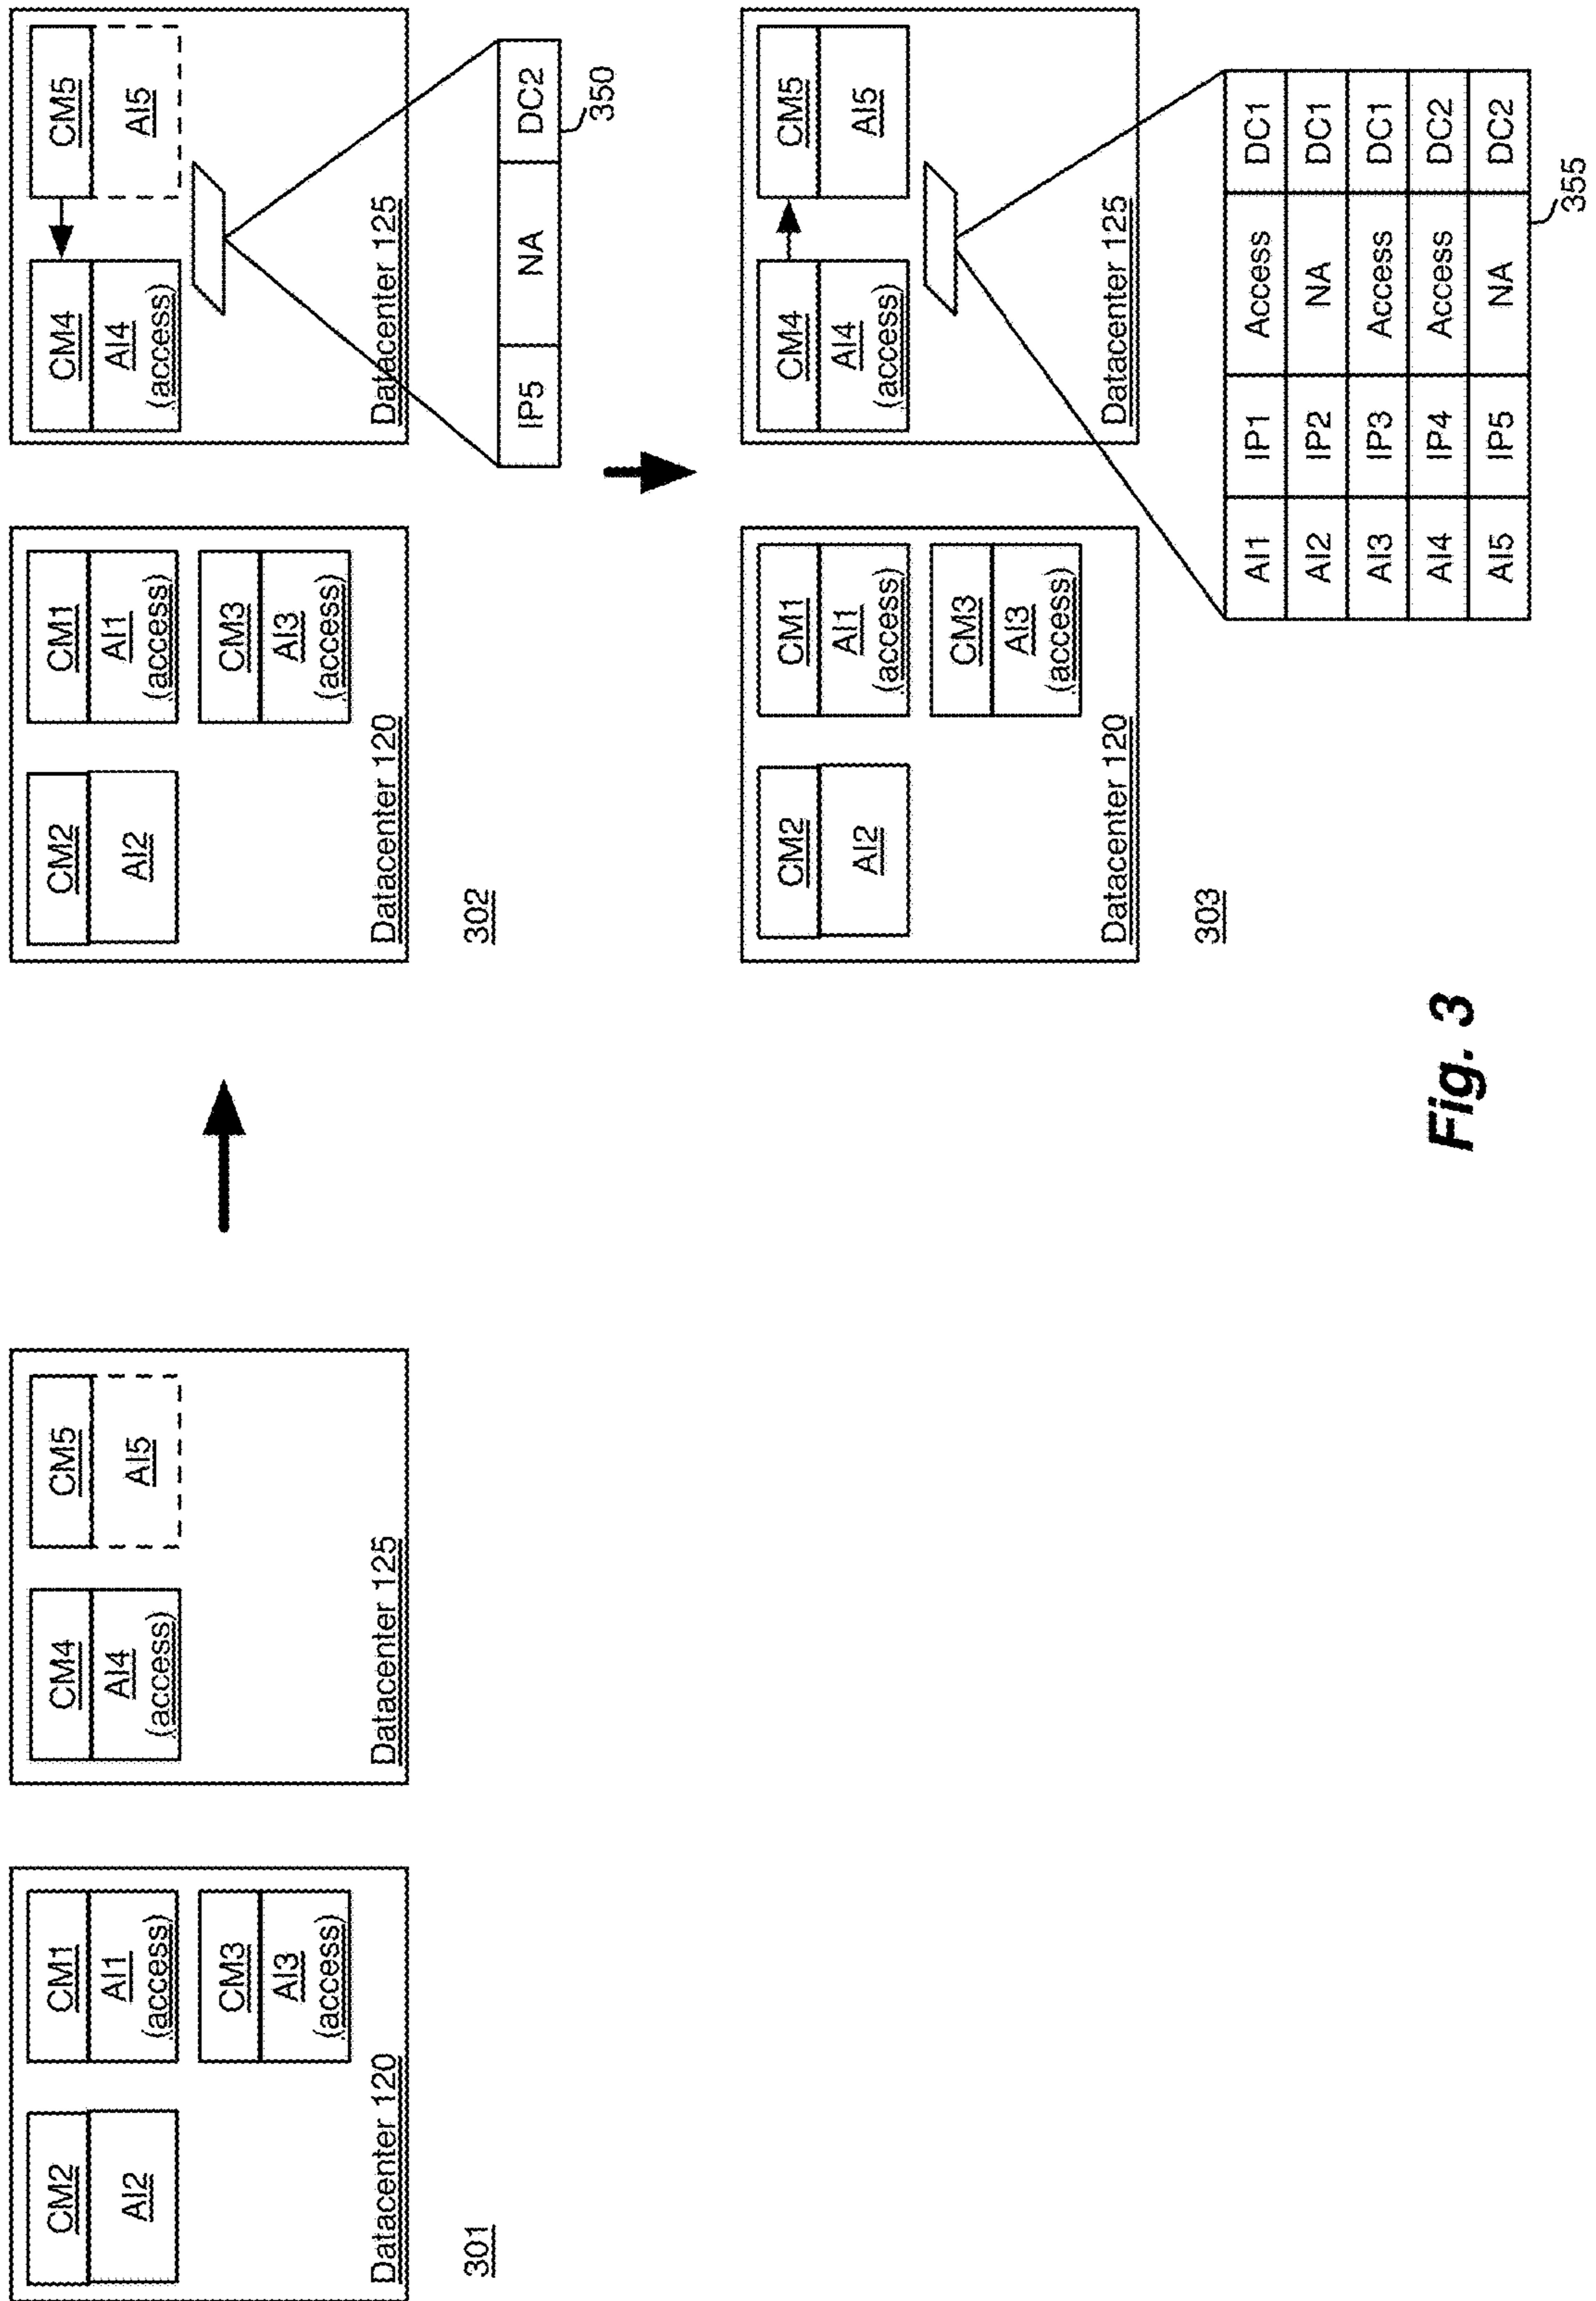 CM2
AI2
CM1
AI1
(access)
CM3
AI3
(access)
Datacenter 120
CM4
AI4
(access)
CM5
AI5
Datacenter 125
301
CM2
AI2
CM1
AI1
(access)
CM3
AI3
(access)
Datacenter 120
CM4
AI4
(access)
CM5
AI5
Datacenter 125
IP5 NA DC2
350
302
CM2
AI2
CM1
AI1
(access)
CM3
AI3
(access)
Datacenter 120
CM4
AI4
(access)
CM5
AI5
Datacenter 125
303
AI1 IP1 Access DC1
AI2 IP2 NA DC1
AI3 IP3 Access DC1
AI4 IP4 Access DC2
AI5 IP5 NA DC2
355
Fig. 3